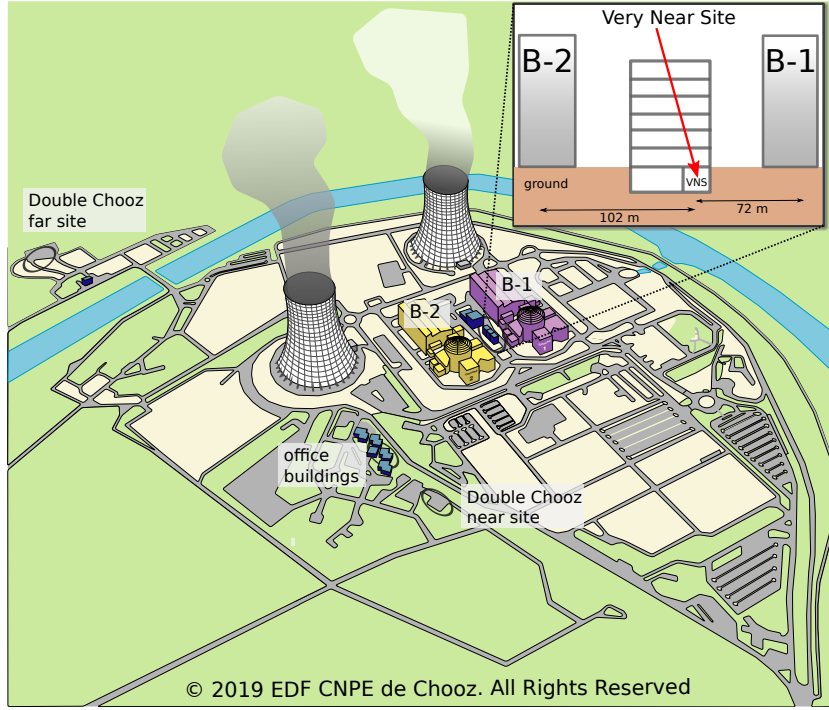 Very Near Site
B-2
B-1
VNS
ground
102 m
72 m
Double Chooz
far site
B-1
B-2
2
office
buildings
Double Chooz
near site
© 2019 EDF CNPE de Chooz. All Rights Reserved